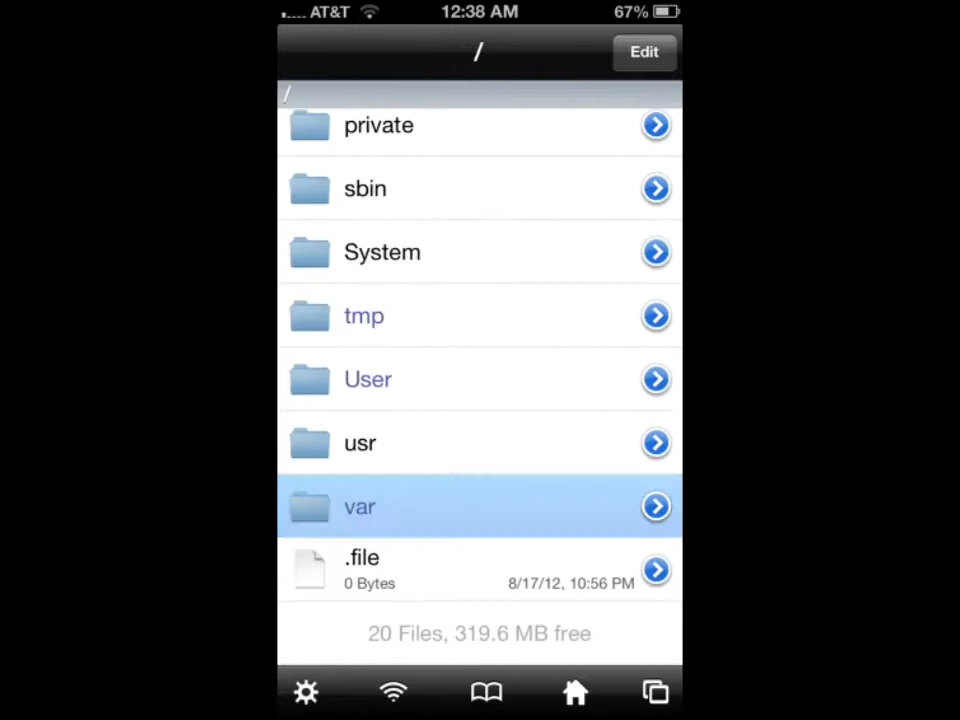 AT&T 12:38 AM 67%
/ Edit
/
private
sbin
System
tmp
User
usr
var
.file
0 Bytes 8/17/12, 10:56 PM
20 Files, 319.6 MB free